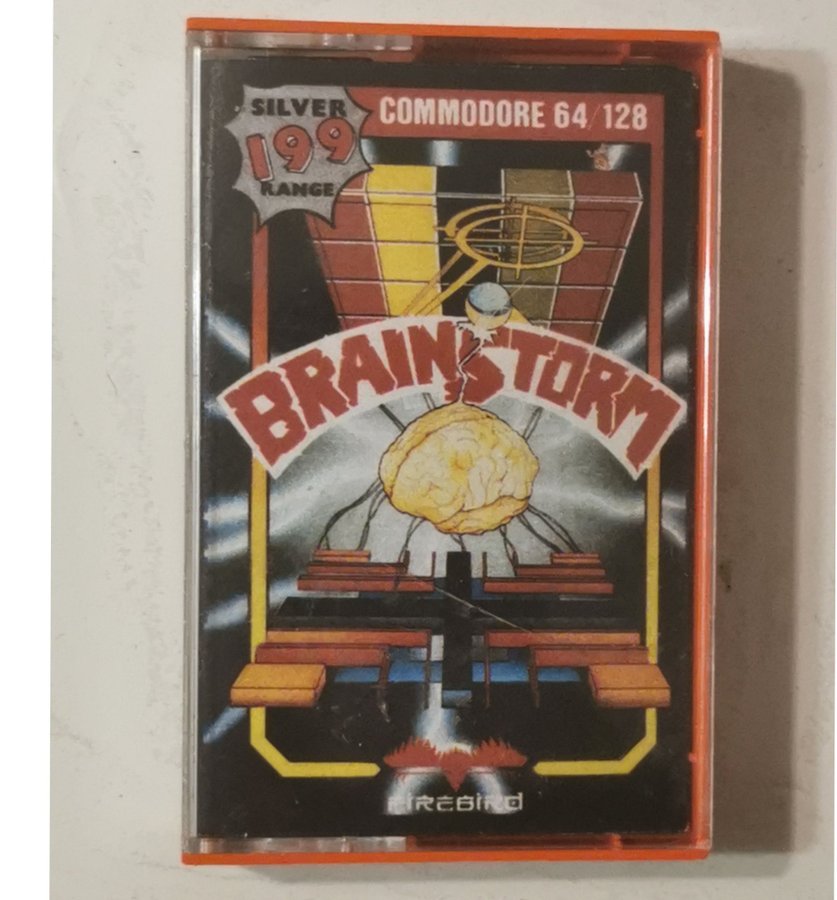 SILVER
199
RANGE
COMMODORE 64/128
BRAINSTORM
FIREBIRD